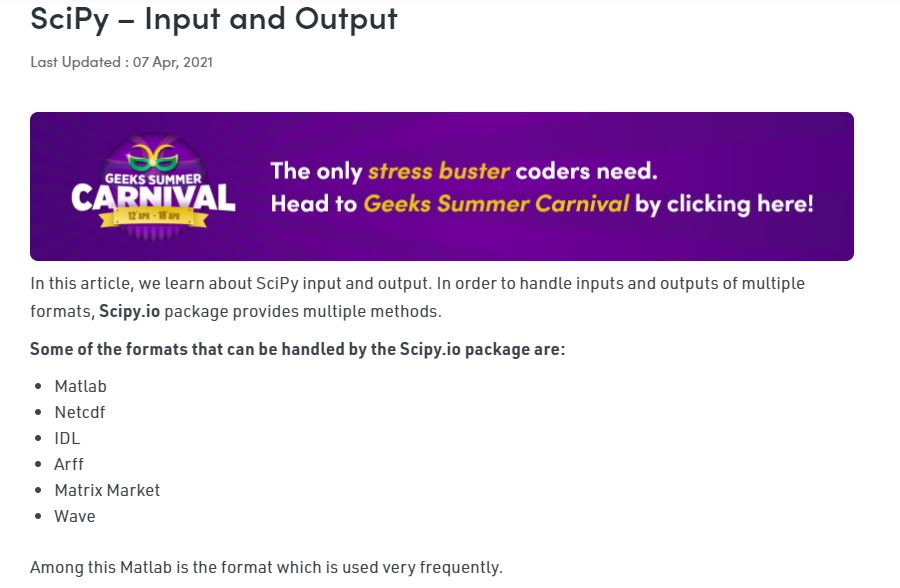 SciPy – Input and Output
Last Updated : 07 Apr, 2021
GEEKS SUMMER
CARNIVAL
12 APR - 18 APR
The only stress buster coders need.
Head to Geeks Summer Carnival by clicking here!
In this article, we learn about SciPy input and output. In order to handle inputs and outputs of multiple
formats, Scipy.io package provides multiple methods.
Some of the formats that can be handled by the Scipy.io package are:
• Matlab
• Netcdf
• IDL
• Arff
• Matrix Market
• Wave
Among this Matlab is the format which is used very frequently.